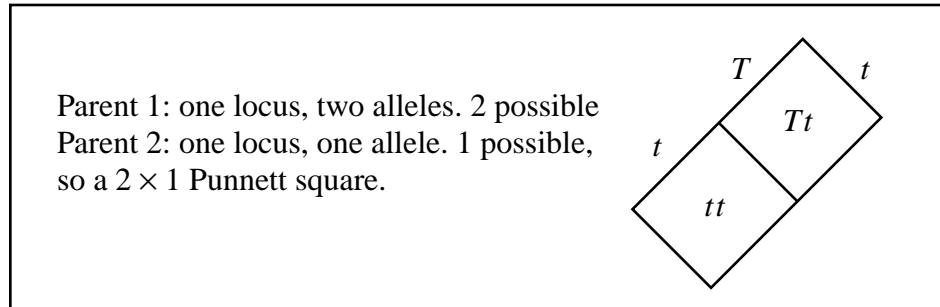 Parent 1: one locus, two alleles. 2 possible
Parent 2: one locus, one allele. 1 possible,
so a 2 × 1 Punnett square.
T
t
Tt
t
tt